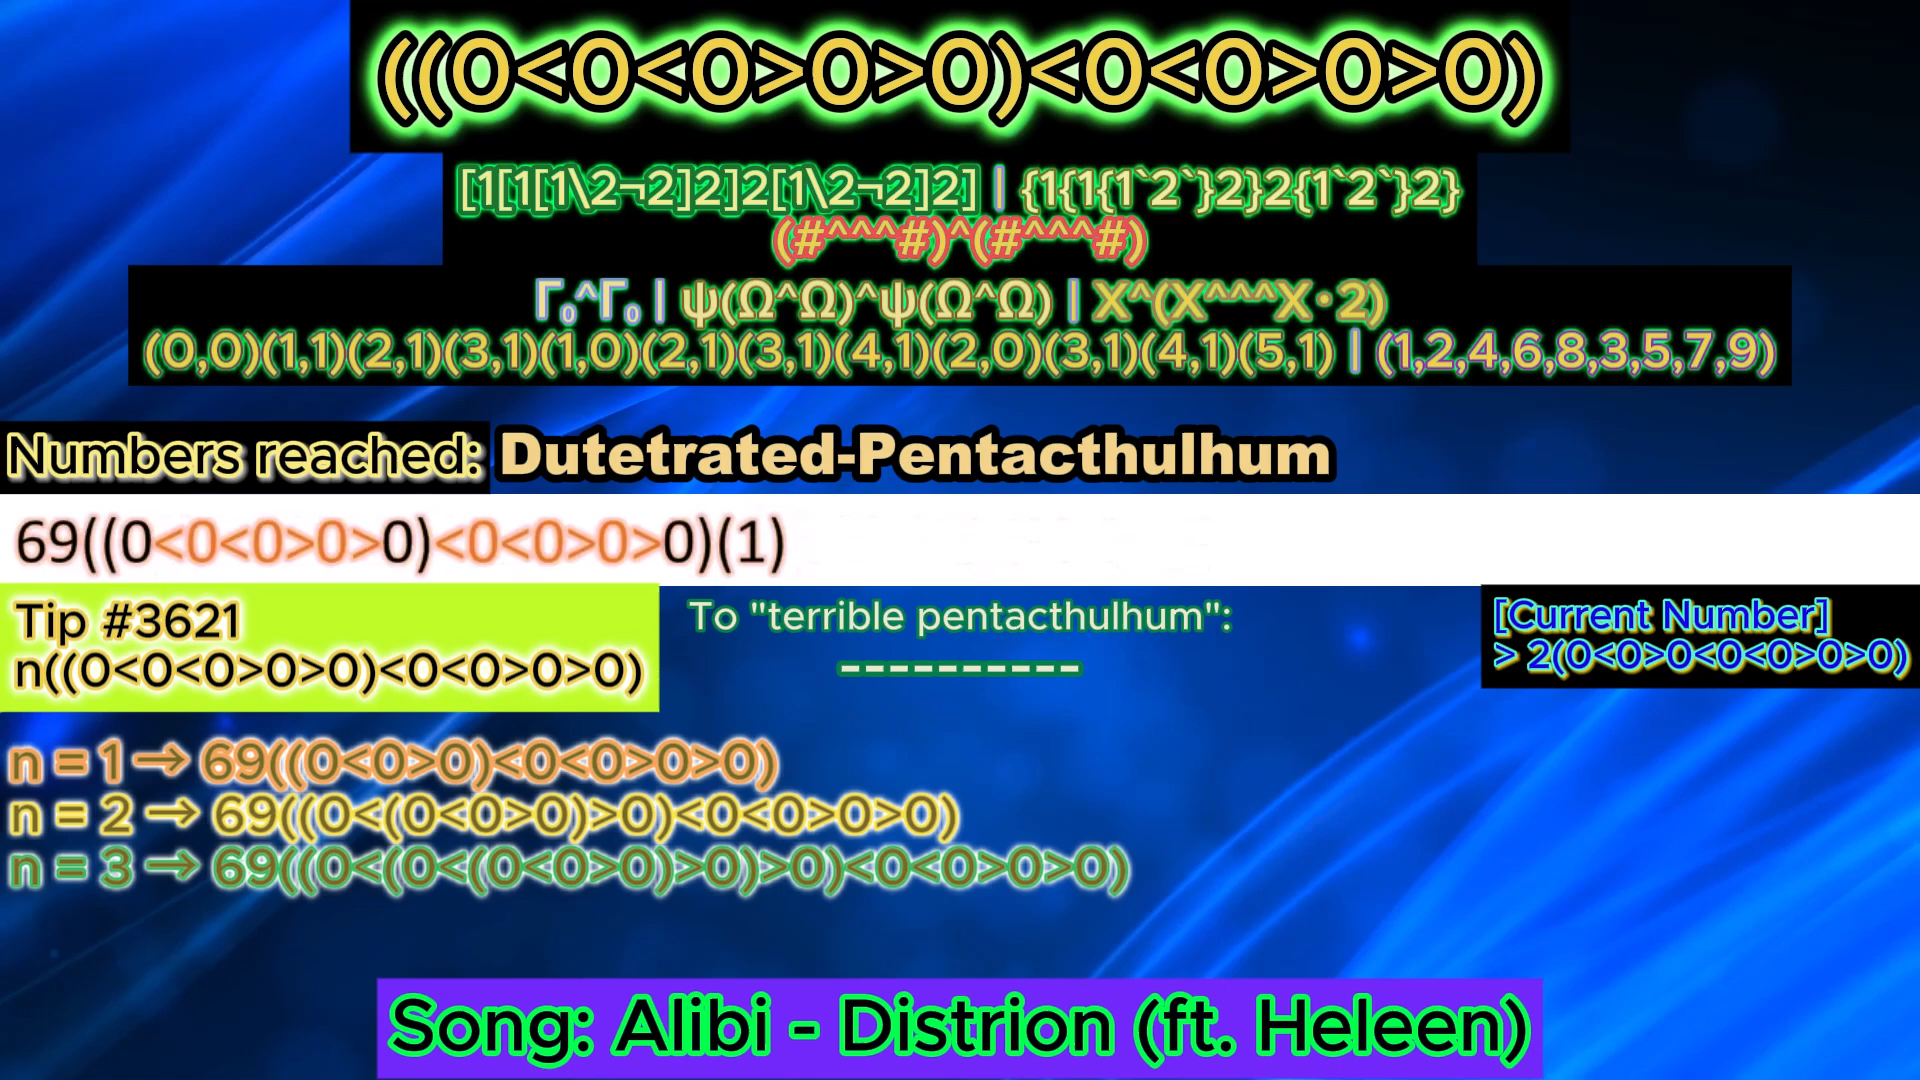 ((0<0<0>0>0)<0<0>0>0)
[1[1[1\2¬2]2]2[1\2¬2]2] | {1{1{1`2`}2}2{1`2`}2}
(#^^^#)^(#^^^#)
Γ₀^Γ₀ | ψ(Ω^Ω)^ψ(Ω^Ω) | X^(X^^^X·2)
(0,0)(1,1)(2,1)(3,1)(1,0)(2,1)(3,1)(4,1)(2,0)(3,1)(4,1)(5,1) | (1,2,4,6,8,3,5,7,9)
Numbers reached: Dutetrated-Pentacthulhum
69((0<0<0>0>0)<0<0>0>0)(1)
Tip #3621
n((0<0<0>0>0)<0<0>0>0)
To "terrible pentacthulhum":
----------
[Current Number]
> 2(0<0>0<0<0>0>0)
n = 1 → 69((0<0>0)<0<0>0>0)
n = 2 → 69((0<(0<0>0)>0)<0<0>0>0)
n = 3 → 69((0<(0<(0<0>0)>0)>0)<0<0>0>0)
Song: Alibi - Distrion (ft. Heleen)